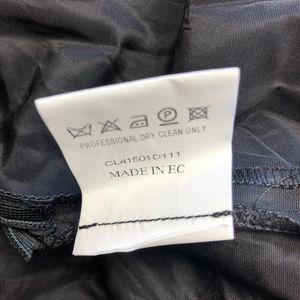 PROFESSIONAL DRY CLEAN ONLY
CL41501D111
MADE IN EC